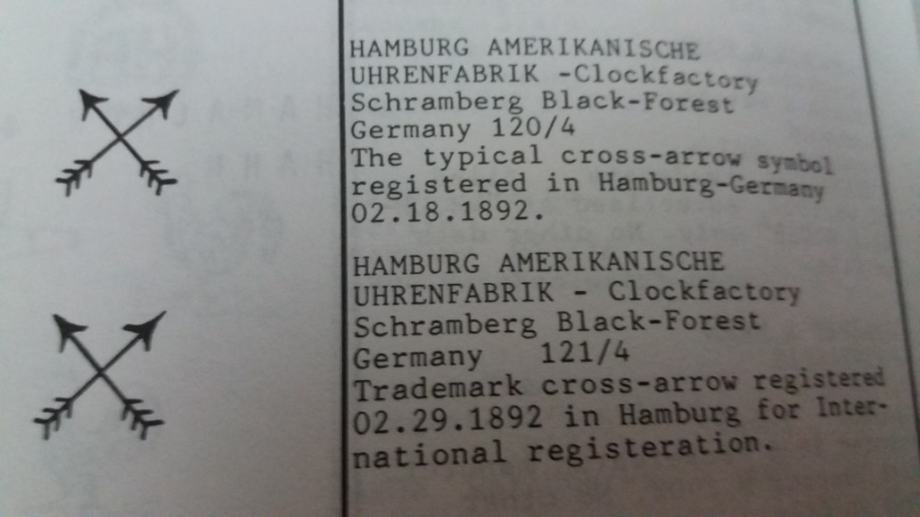 HAMBURG AMERIKANISCHE
UHRENFABRIK -Clockfactory
Schramberg Black-Forest
Germany 120/4
The typical cross-arrow symbol
registered in Hamburg-Germany
02.18.1892.
HAMBURG AMERIKANISCHE
UHRENFABRIK - Clockfactory
Schramberg Black-Forest
Germany 121/4
Trademark cross-arrow registered
02.29.1892 in Hamburg for Inter-
national registeration.